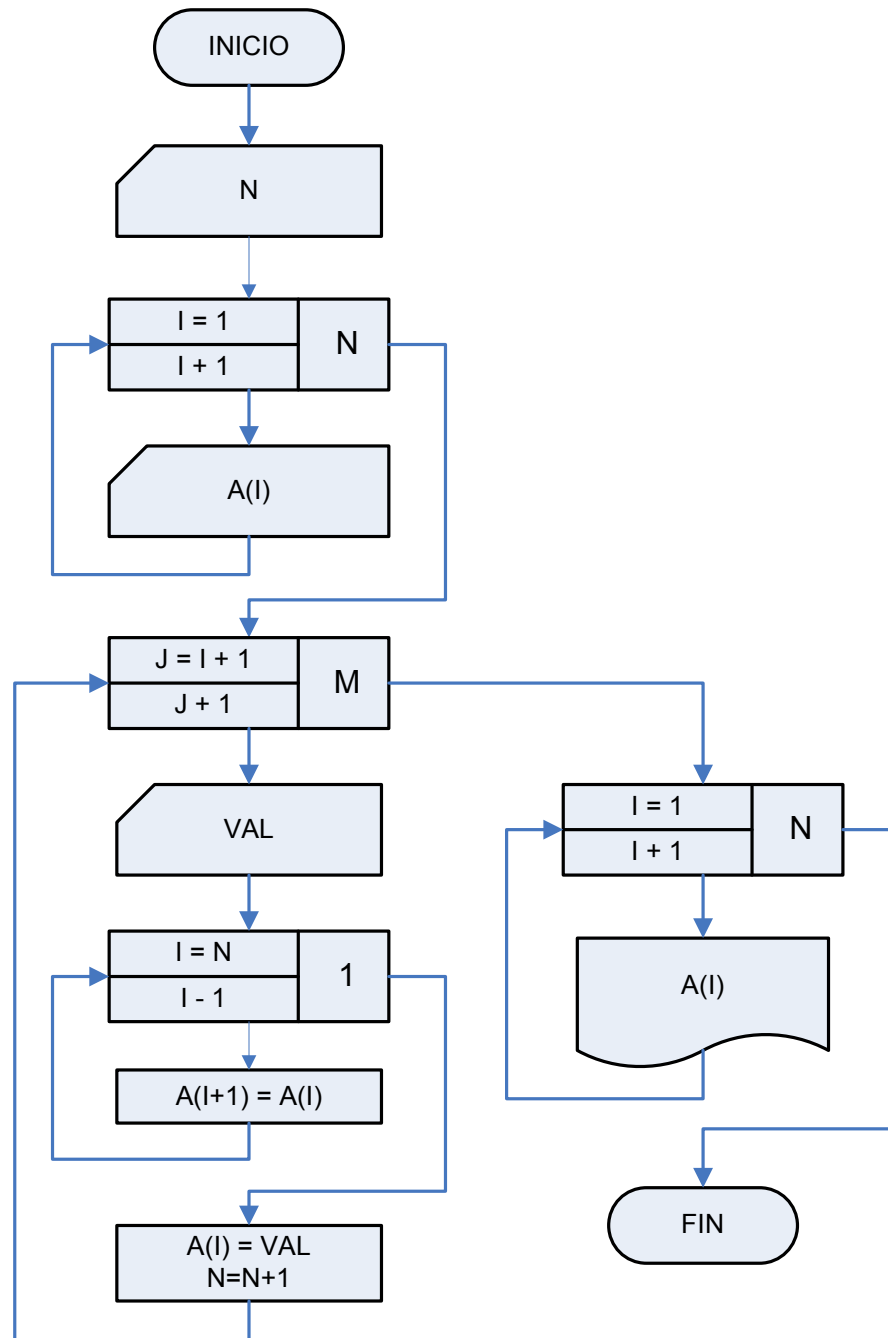 INICIO
N
I = 1
I + 1
N
A(I)
J = I + 1
J + 1
M
VAL
I = N
I - 1
1
A(I+1) = A(I)
A(I) = VAL
N=N+1
I = 1
I + 1
N
A(I)
FIN